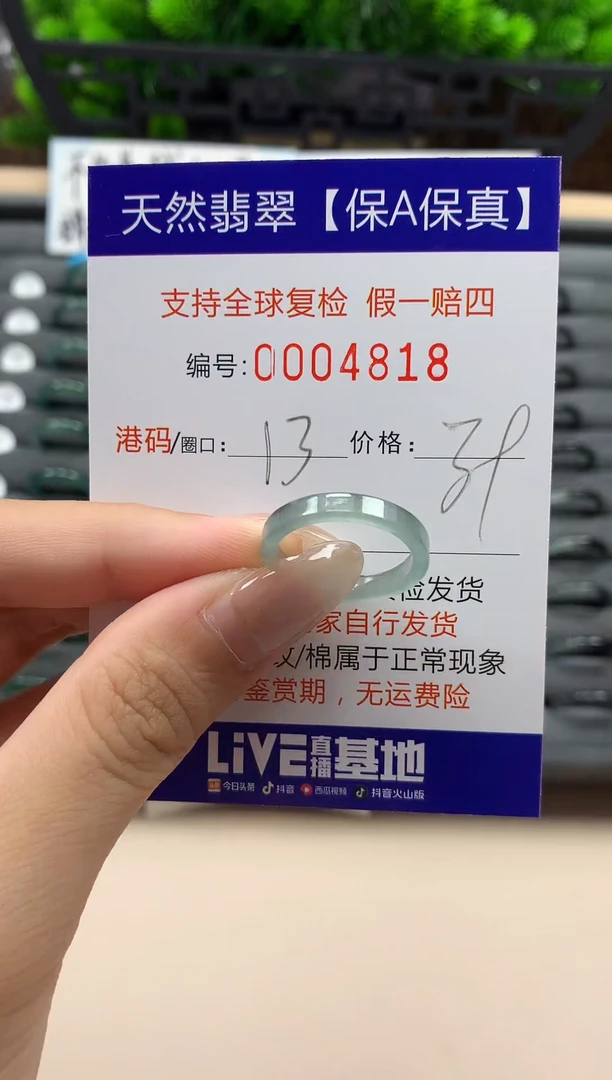 天然翡翠【保A保真】
支持全球复检 假一赔四
编号:0004818
港码/圈口: 13 价格:
检发货
家自行发货
纹/棉属于正常现象
鉴赏期，无运费险
LiVE直播基地
今日头条 抖音 西瓜视频 抖音火山版